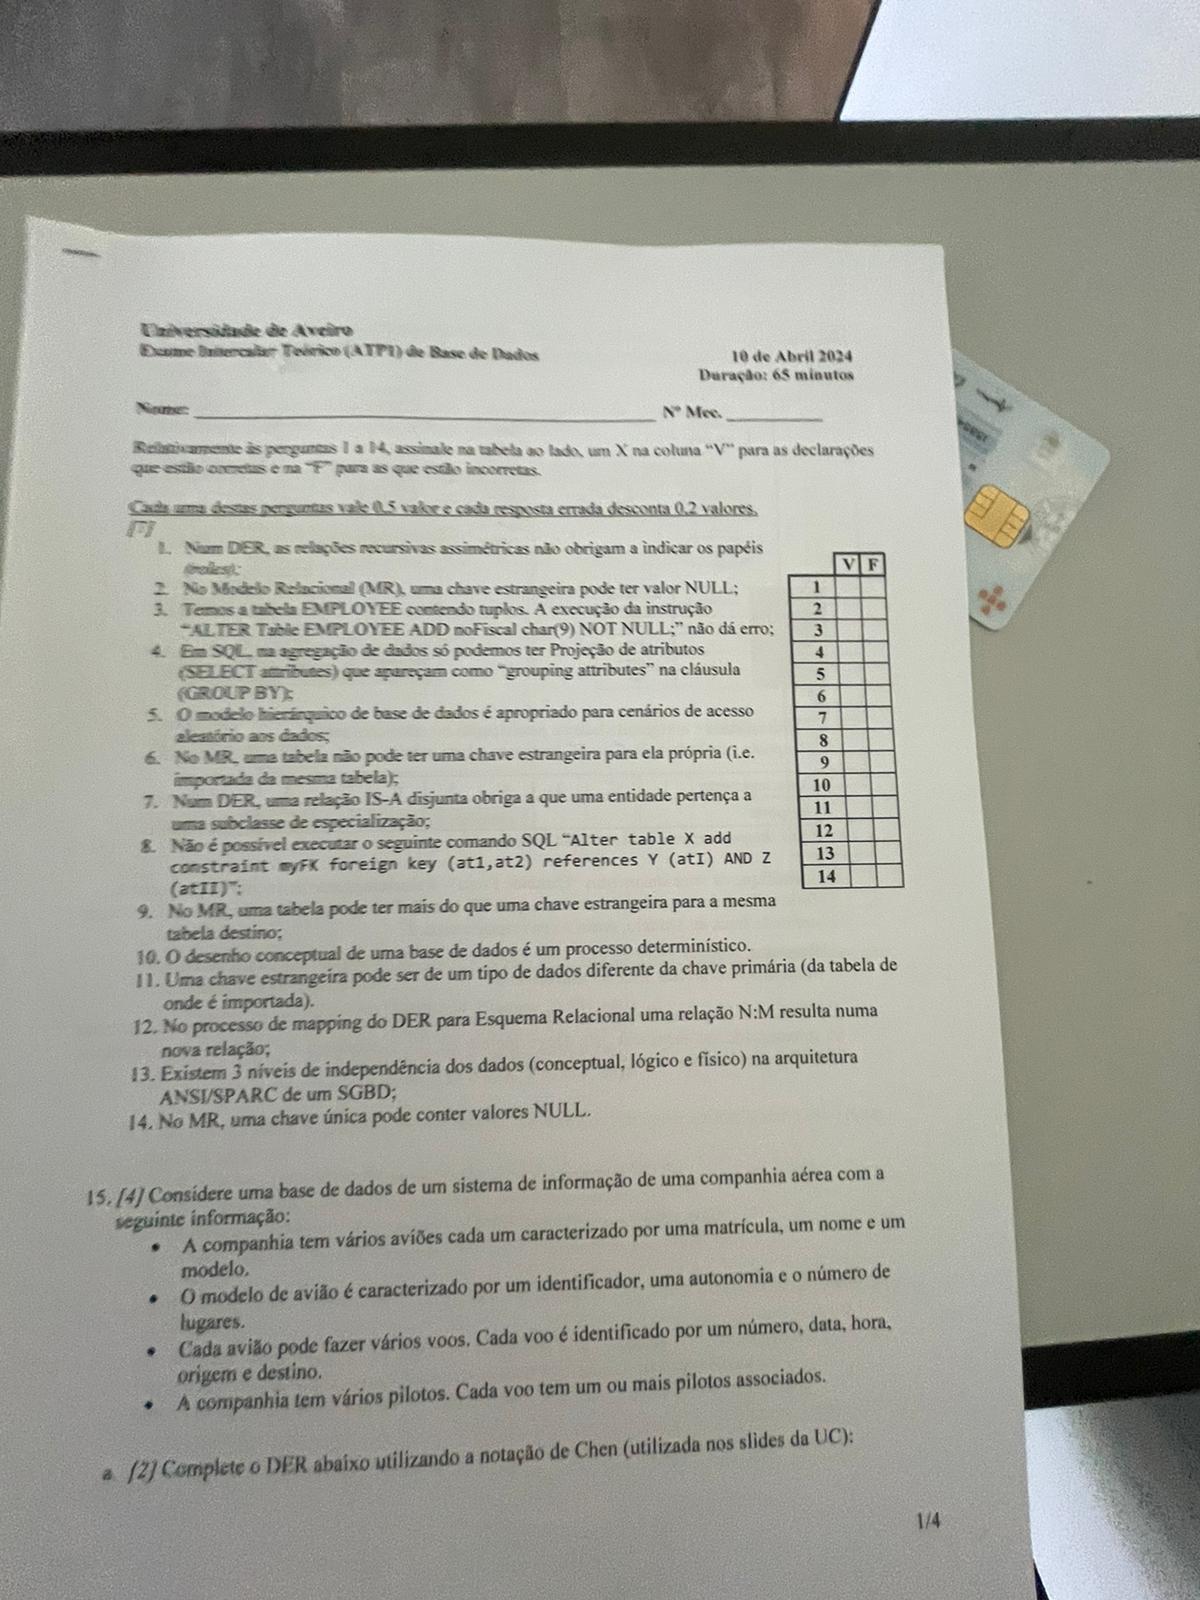 Universidade de Aveiro
Exame Intercalar Teórico (ATP1) de Base de Dados
10 de Abril 2024
Duração: 65 minutos
Nome: Nº Mec.
Relativamente às perguntas 1 a 14, assinale na tabela ao lado, um X na coluna “V” para as declarações
que estão corretas e na “F” para as que estão incorretas.
Cada uma destas perguntas vale 0,5 valor e cada resposta errada desconta 0,2 valores.
[7]
1. Num DER, as relações recursivas assimétricas não obrigam a indicar os papéis
(roles);
2. No Modelo Relacional (MR), uma chave estrangeira pode ter valor NULL;
3. Temos a tabela EMPLOYEE contendo tuplos. A execução da instrução
“ALTER Table EMPLOYEE ADD noFiscal char(9) NOT NULL;” não dá erro;
4. Em SQL, na agregação de dados só podemos ter Projeção de atributos
(SELECT attributes) que apareçam como “grouping attributes” na cláusula
(GROUP BY);
5. O modelo hierárquico de base de dados é apropriado para cenários de acesso
aleatório aos dados;
6. No MR, uma tabela não pode ter uma chave estrangeira para ela própria (i.e.
importada da mesma tabela);
7. Num DER, uma relação IS-A disjunta obriga a que uma entidade pertença a
uma subclasse de especialização;
8. Não é possível executar o seguinte comando SQL “Alter table X add
constraint myFK foreign key (at1,at2) references Y (atI) AND Z
(atII)”;
9. No MR, uma tabela pode ter mais do que uma chave estrangeira para a mesma
tabela destino;
10. O desenho conceptual de uma base de dados é um processo determinístico.
11. Uma chave estrangeira pode ser de um tipo de dados diferente da chave primária (da tabela de
onde é importada).
12. No processo de mapping do DER para Esquema Relacional uma relação N:M resulta numa
nova relação;
13. Existem 3 níveis de independência dos dados (conceptual, lógico e físico) na arquitetura
ANSI/SPARC de um SGBD;
14. No MR, uma chave única pode conter valores NULL.
V F
1
2
3
4
5
6
7
8
9
10
11
12
13
14
15. [4] Considere uma base de dados de um sistema de informação de uma companhia aérea com a
seguinte informação:
• A companhia tem vários aviões cada um caracterizado por uma matrícula, um nome e um
modelo.
• O modelo de avião é caracterizado por um identificador, uma autonomia e o número de
lugares.
• Cada avião pode fazer vários voos. Cada voo é identificado por um número, data, hora,
origem e destino.
• A companhia tem vários pilotos. Cada voo tem um ou mais pilotos associados.
a [2] Complete o DER abaixo utilizando a notação de Chen (utilizada nos slides da UC):
1/4